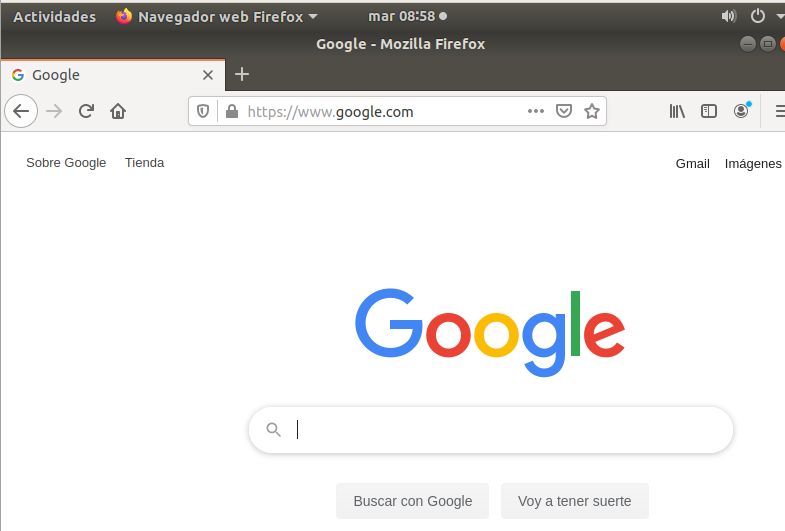 Actividades Navegador web Firefox mar 08:58
Google - Mozilla Firefox
Google
https://www.google.com
Sobre Google Tienda Gmail Imágenes
Google
Buscar con Google Voy a tener suerte